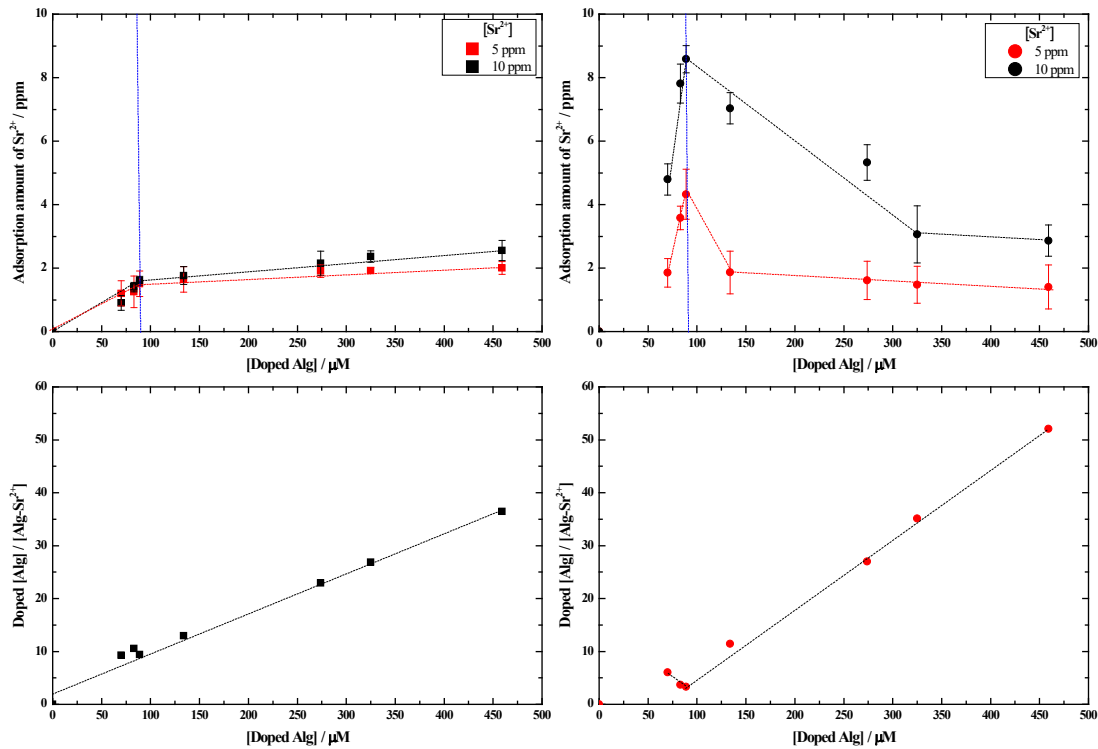 [Sr²⁺]
5 ppm
10 ppm
Adsorption amount of Sr²⁺ / ppm
10
8
6
4
2
0
0 50 100 150 200 250 300 350 400 450 500
[Doped Alg] / μM
[Sr²⁺]
5 ppm
10 ppm
Adsorption amount of Sr²⁺ / ppm
10
8
6
4
2
0
0 50 100 150 200 250 300 350 400 450 500
[Doped Alg] / μM
Doped [Alg] / [Alg-Sr²⁺]
60
50
40
30
20
10
0
0 50 100 150 200 250 300 350 400 450 500
[Doped Alg] / μM
Doped [Alg] / [Alg-Sr²⁺]
60
50
40
30
20
10
0
0 50 100 150 200 250 300 350 400 450 500
[Doped Alg] / μM